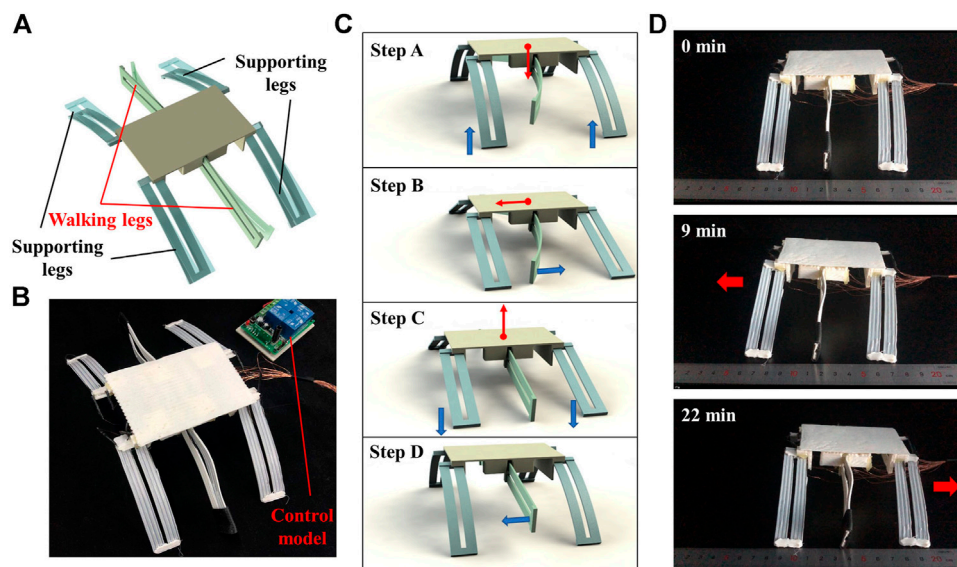 A
Supporting
legs
Walking legs
Supporting
legs
B
Control
model
C
Step A
Step B
Step C
Step D
D
0 min
9 min
22 min